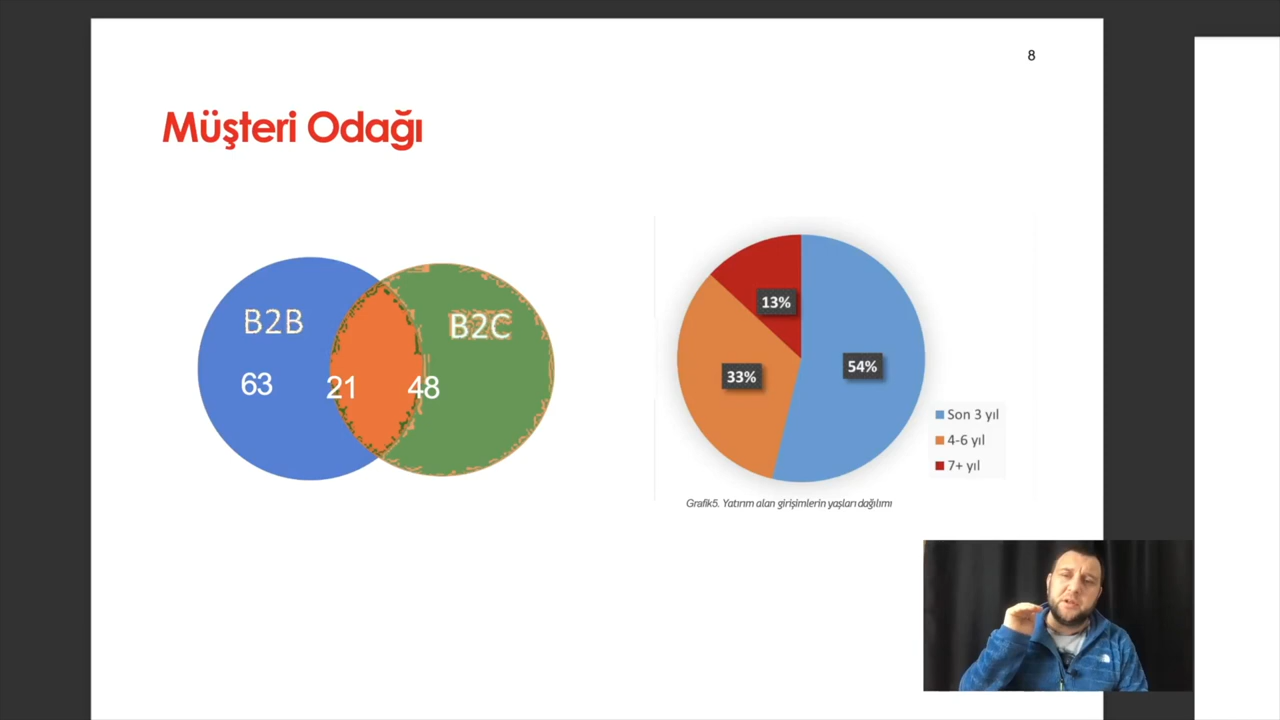 8
Müşteri Odağı
B2B
B2C
63
21
48
13%
33%
54%
Son 3 yıl
4-6 yıl
7+ yıl
Grafik5. Yatırım alan girişimlerin yaşları dağılımı